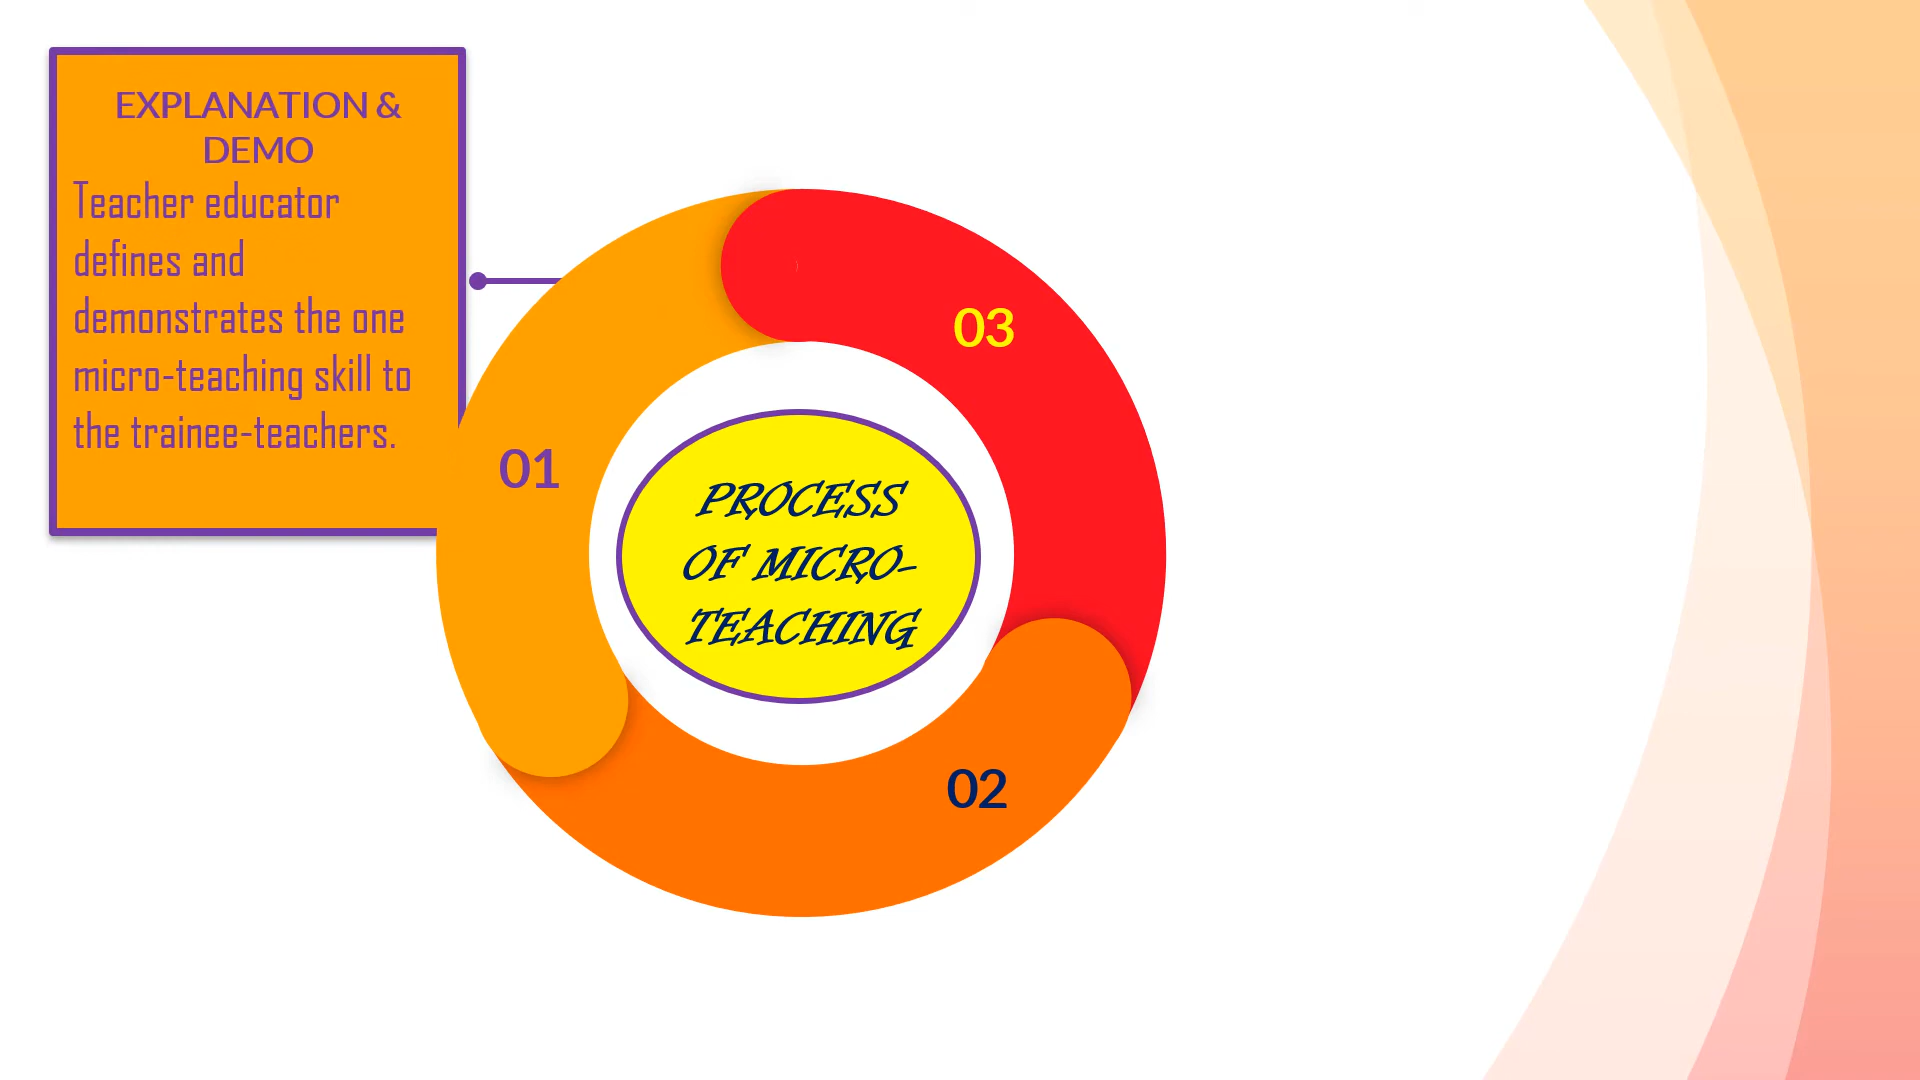 EXPLANATION &
DEMO
Teacher educator
defines and
demonstrates the one
micro-teaching skill to
the trainee-teachers.
03
01
PROCESS
OF MICRO-
TEACHING
02